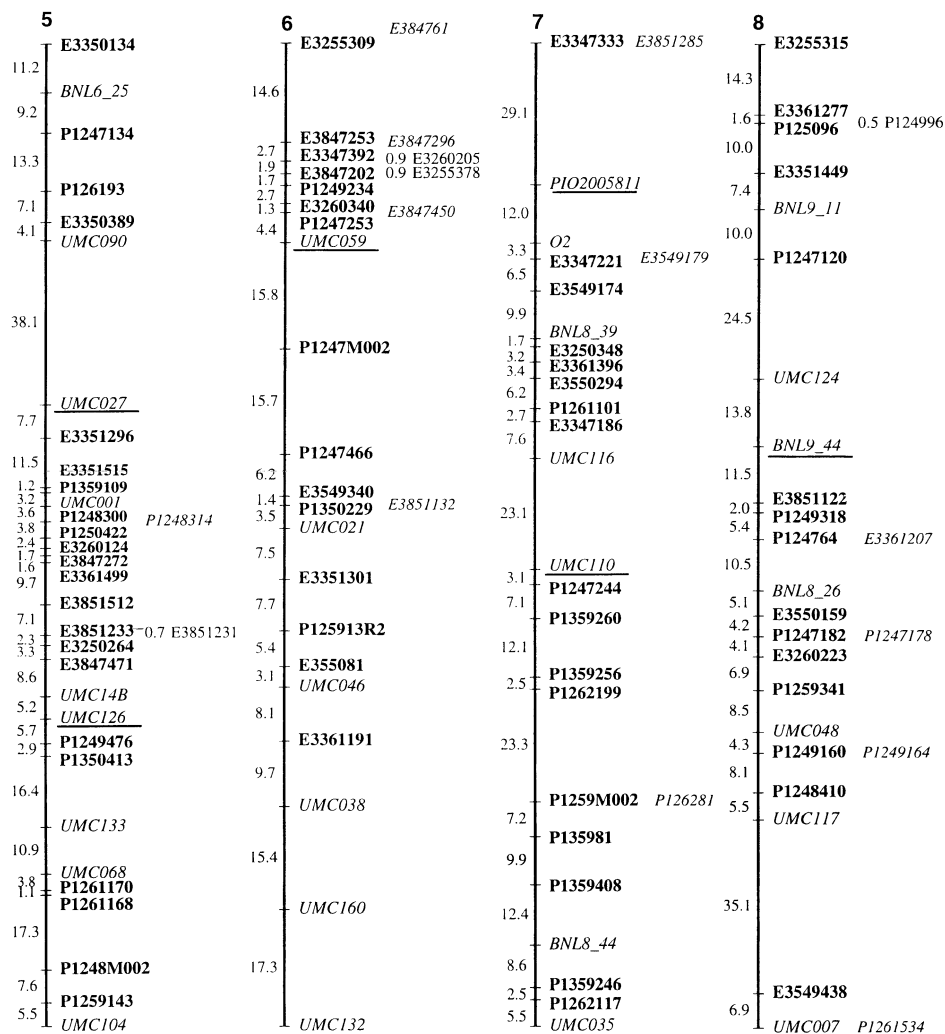 5
E3350134
11.2
BNL6_25
9.2
P1247134
13.3
P126193
7.1
E3350389
4.1
UMC090
38.1
UMC027
7.7
E3351296
11.5
E3351515
1.2
P1359109
3.2
UMC001
3.6
P1248300 P1248314
3.8
P1250422
2.4
E3260124
1.7
E3847272
1.6
E3361499
9.7
E3851512
7.1
E3851233 0.7 E3851231
2.3
E3250264
3.3
E3847471
8.6
UMC14B
5.2
UMC126
5.7
P1249476
2.9
P1350413
16.4
UMC133
10.9
UMC068
3.8
P1261170
1.1
P1261168
17.3
P1248M002
7.6
P1259143
5.5
UMC104
6
E384761
E3255309
14.6
E3847253 E3847296
2.7
E3347392 0.9 E3260205
1.9
E3847202 0.9 E3255378
1.7
P1249234
2.7
E3260340 E3847450
1.3
P1247253
4.4
UMC059
15.8
P1247M002
15.7
P1247466
6.2
E3549340
1.4
P1350229 E3851132
3.5
UMC021
7.5
E3351301
7.7
P125913R2
5.4
E355081
3.1
UMC046
8.1
E3361191
9.7
UMC038
15.4
UMC160
17.3
UMC132
7
E3347333 E3851285
29.1
PIO2005811
12.0
O2
3.3
E3347221 E3549179
6.5
E3549174
9.9
BNL8_39
1.7
E3250348
3.2
E3361396
3.4
E3550294
6.2
P1261101
2.7
E3347186
7.6
UMC116
23.1
UMC110
3.1
P1247244
7.1
P1359260
12.1
P1359256
2.5
P1262199
23.3
P1259M002 P126281
7.2
P135981
9.9
P1359408
12.4
BNL8_44
8.6
P1359246
2.5
P1262117
5.5
UMC035
8
E3255315
14.3
E3361277
1.6
P125096 0.5 P124996
10.0
E3351449
7.4
BNL9_11
10.0
P1247120
24.5
UMC124
13.8
BNL9_44
11.5
E3851122
2.0
P1249318
5.4
P124764 E3361207
10.5
BNL8_26
5.1
E3550159
4.2
P1247182 P1247178
4.1
E3260223
6.9
P1259341
8.5
UMC048
4.3
P1249160 P1249164
8.1
P1248410
5.5
UMC117
35.1
E3549438
6.9
UMC007 P1261534